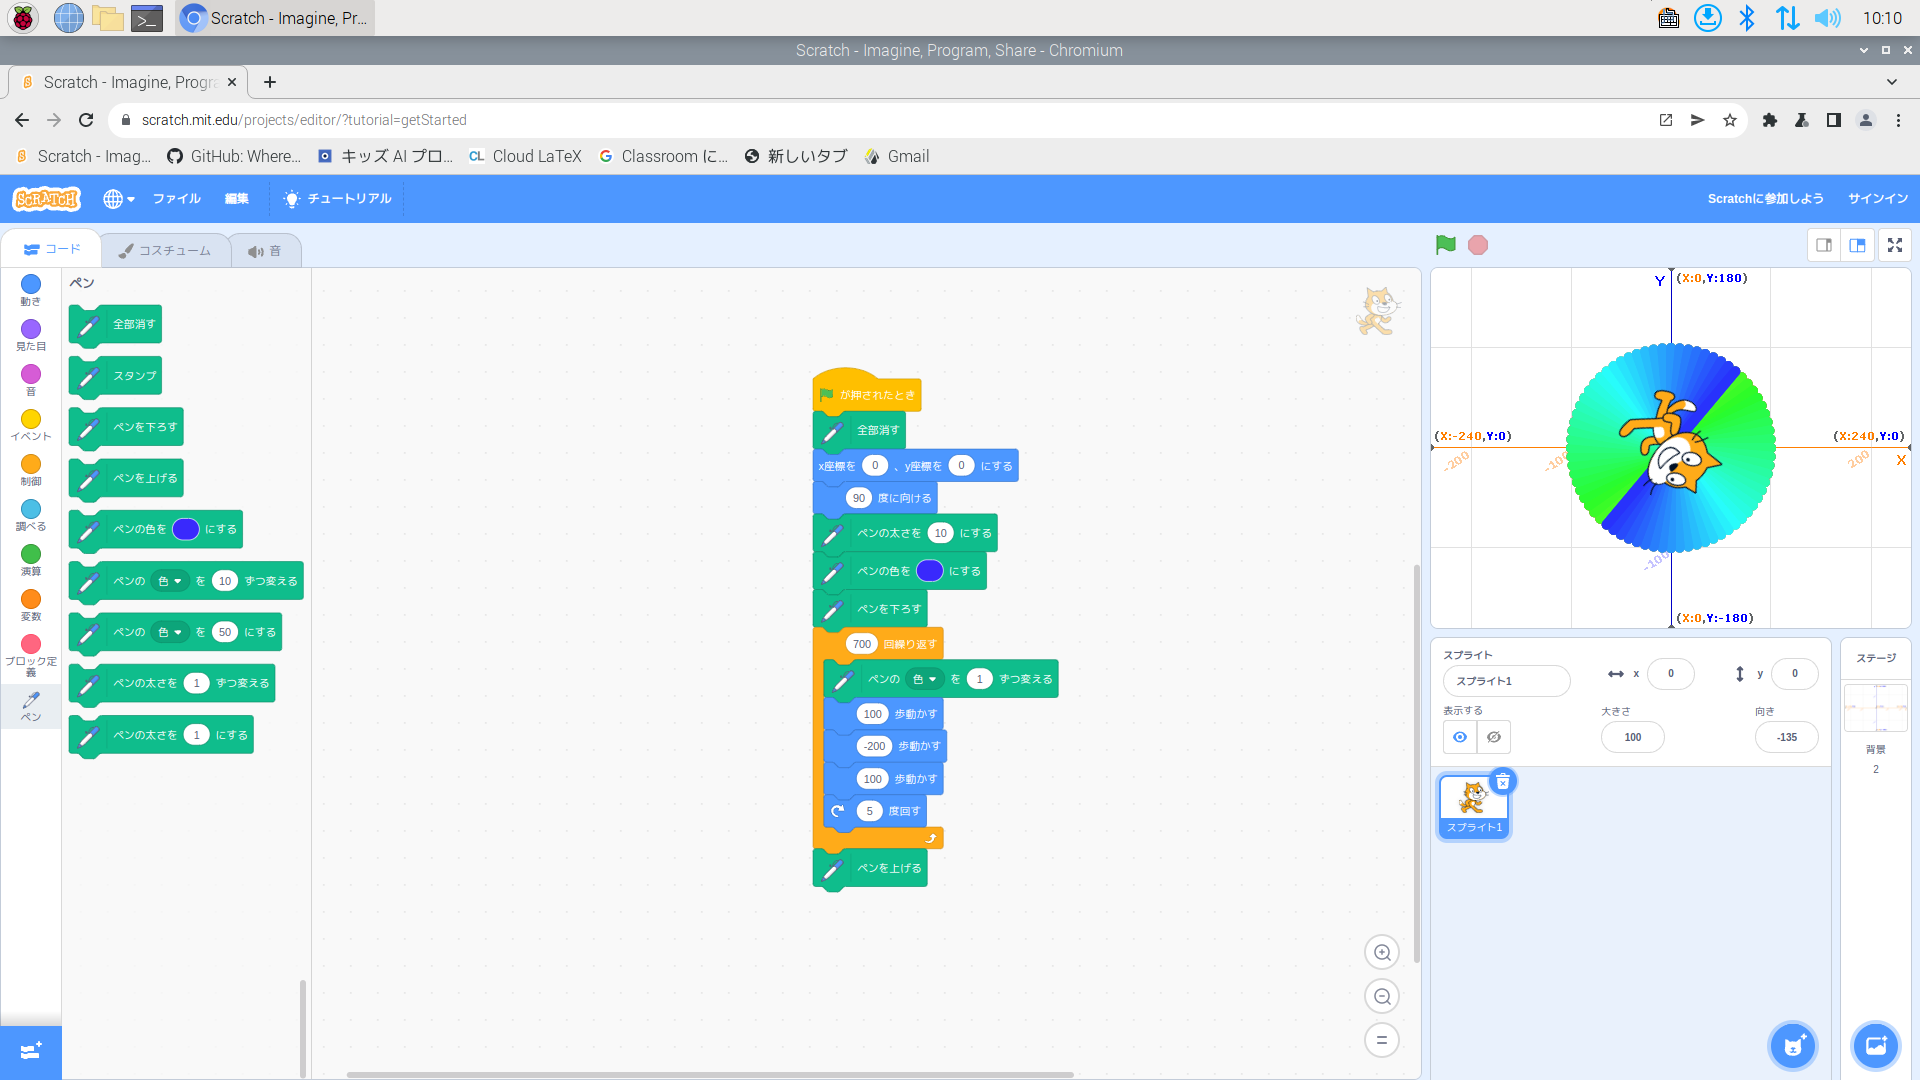 Scratch - Imagine, Pr...
10:10
Scratch - Imagine, Program, Share - Chromium
Scratch - Imagine, Progra
scratch.mit.edu/projects/editor/?tutorial=getStarted
Scratch - Imag...
GitHub: Where...
キッズ AI プロ...
CL Cloud LaTeX
Classroom に...
新しいタブ
Gmail
SCRATCH
ファイル
編集
チュートリアル
Scratchに参加しよう
サインイン
コード
コスチューム
音
動き
見た目
音
イベント
制御
調べる
演算
変数
ブロック定義
ペン
ペン
全部消す
スタンプ
ペンを下ろす
ペンを上げる
ペンの色を にする
ペンの 色 を 10 ずつ変える
ペンの 色 を 50 にする
ペンの太さを 1 ずつ変える
ペンの太さを 1 にする
が押されたとき
全部消す
x座標を 0 、y座標を 0 にする
90 度に向ける
ペンの太さを 10 にする
ペンの色を にする
ペンを下ろす
700 回繰り返す
ペンの 色 を 1 ずつ変える
100 歩動かす
-200 歩動かす
100 歩動かす
5 度回す
ペンを上げる
Y (X:0,Y:180)
(X:-240,Y:0)
(X:240,Y:0)
-200
-100
200
X
-100
(X:0,Y:-180)
スプライト
スプライト1
x 0
y 0
表示する
大きさ
100
向き
-135
スプライト1
ステージ
背景
2